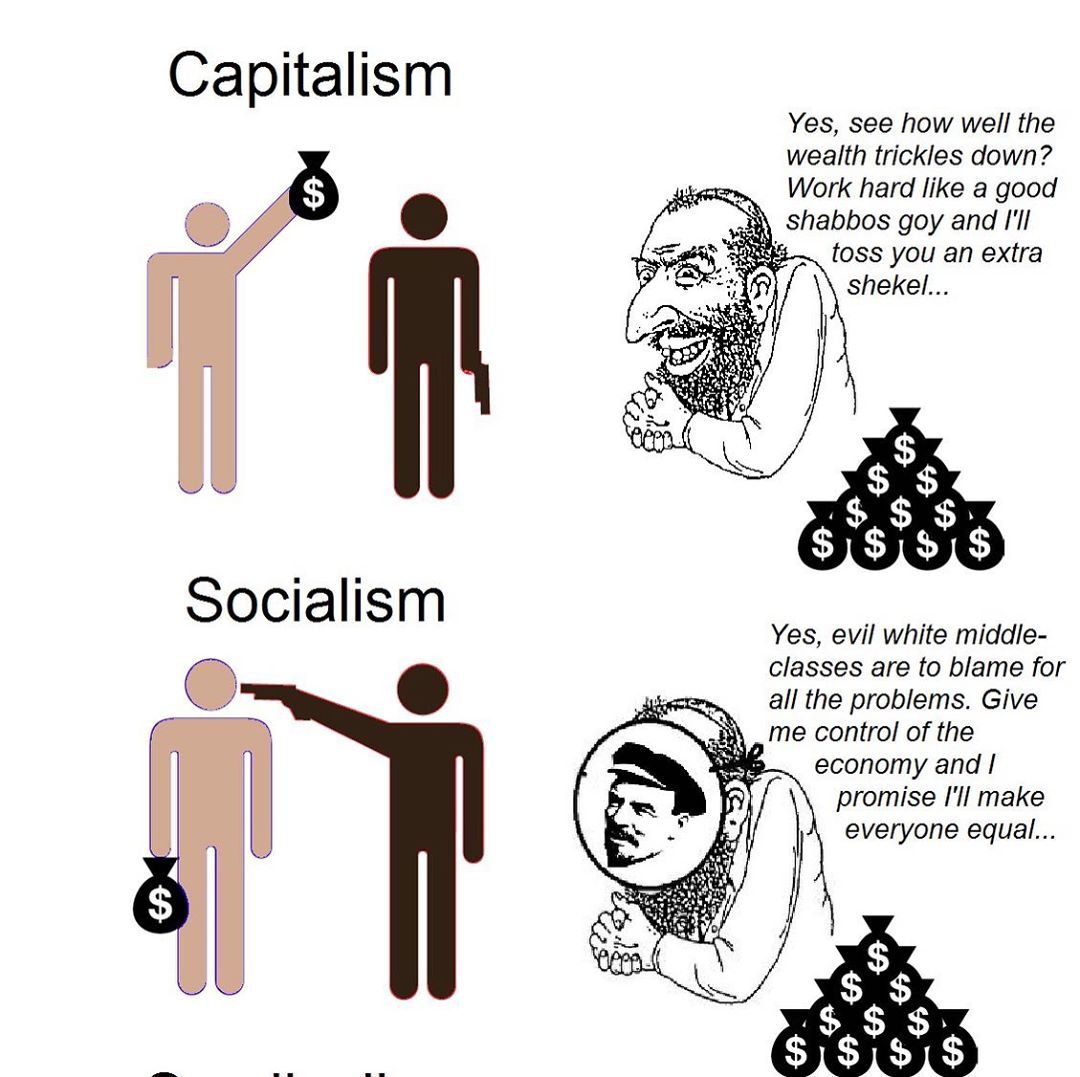 Capitalism
Yes, see how well the
wealth trickles down?
Work hard like a good
shabbos goy and I'll
toss you an extra
shekel...
$
$
$
$
$
$
$
$
$
$
$
Socialism
Yes, evil white middle-
classes are to blame for
all the problems. Give
me control of the
economy and I
promise I'll make
everyone equal...
$
$
$
$
$
$
$
$
$
$
$